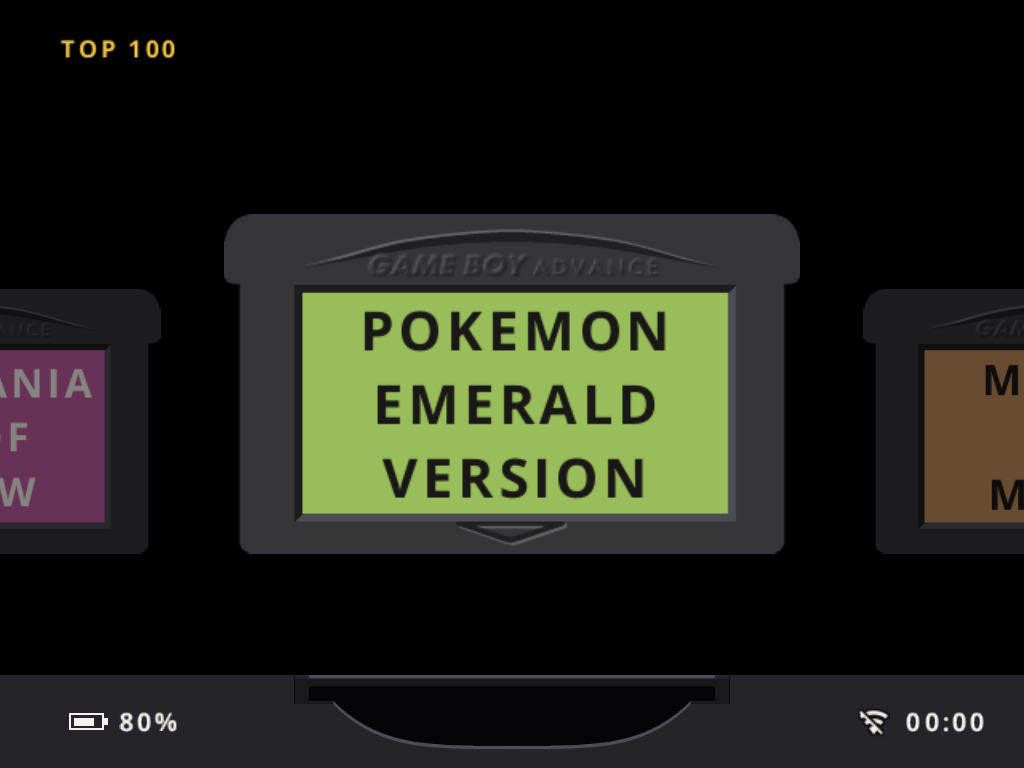 TOP 100
GAME BOY ADVANCE
POKEMON
EMERALD
VERSION
80%
00:00